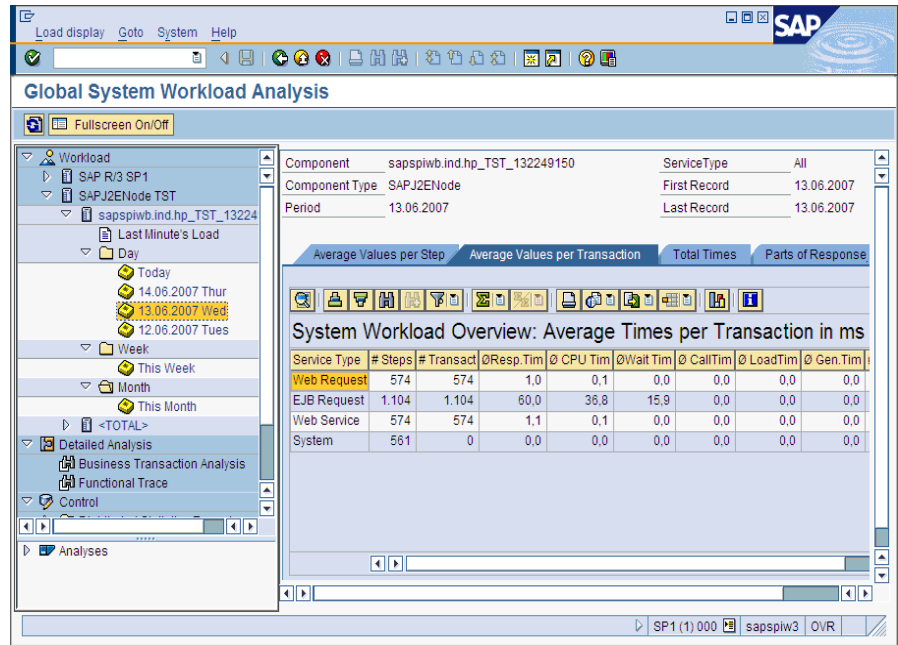 Load display Goto System Help
SAP
Global System Workload Analysis
Fullscreen On/Off
Workload
SAP R/3 SP1
SAPJ2ENode TST
sapspiwb.ind.hp_TST_13224
Last Minute's Load
Day
Today
14.06.2007 Thur
13.06.2007 Wed
12.06.2007 Tues
Week
This Week
Month
This Month
<TOTAL>
Detailed Analysis
Business Transaction Analysis
Functional Trace
Control
Analyses
Component sapspiwb.ind.hp_TST_132249150 ServiceType All
Component Type SAPJ2ENode First Record 13.06.2007
Period 13.06.2007 Last Record 13.06.2007
Average Values per Step Average Values per Transaction Total Times Parts of Response
System Workload Overview: Average Times per Transaction in ms
Service Type # Steps # Transact ØResp.Tim Ø CPU Tim ØWait Tim Ø CallTim Ø LoadTim Ø Gen.Tim
Web Request 574 574 1,0 0,1 0,0 0,0 0,0 0,0
EJB Request 1.104 1.104 60,0 36,8 15,9 0,0 0,0 0,0
Web Service 574 574 1,1 0,1 0,0 0,0 0,0 0,0
System 561 0 0,0 0,0 0,0 0,0 0,0 0,0
SP1 (1) 000 sapspiw3 OVR